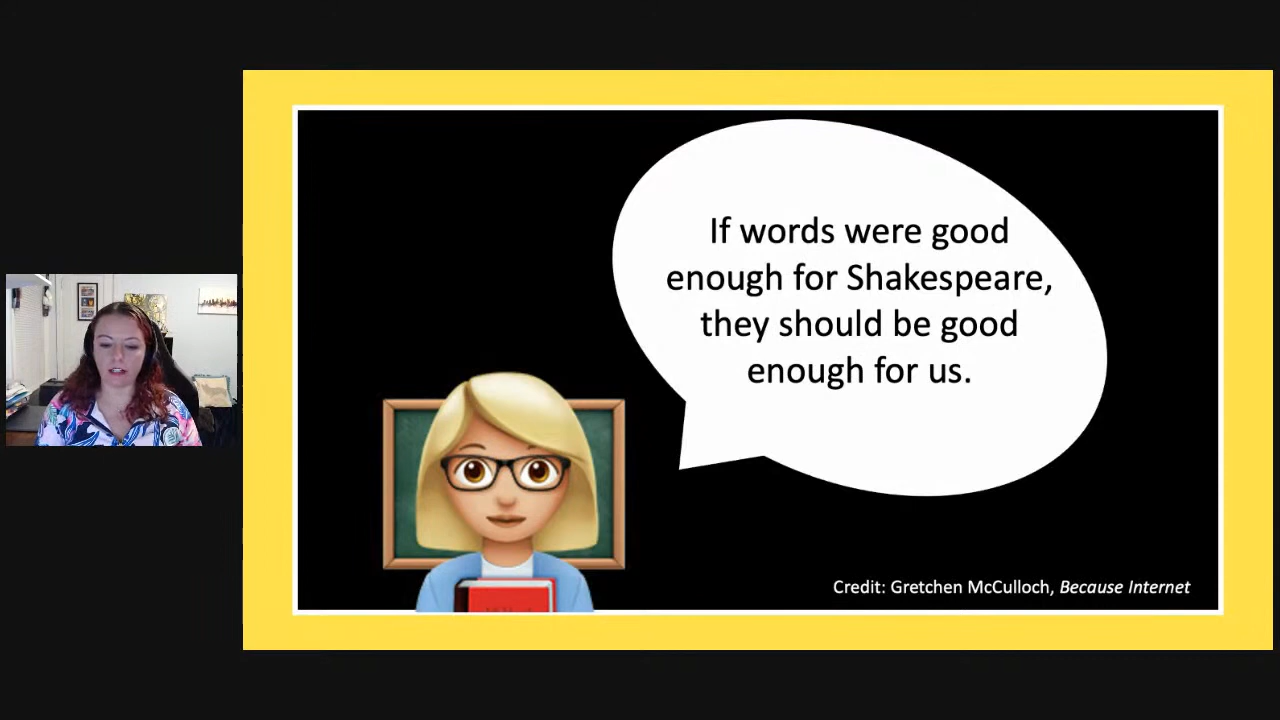 If words were good
enough for Shakespeare,
they should be good
enough for us.
Credit: Gretchen McCulloch, Because Internet